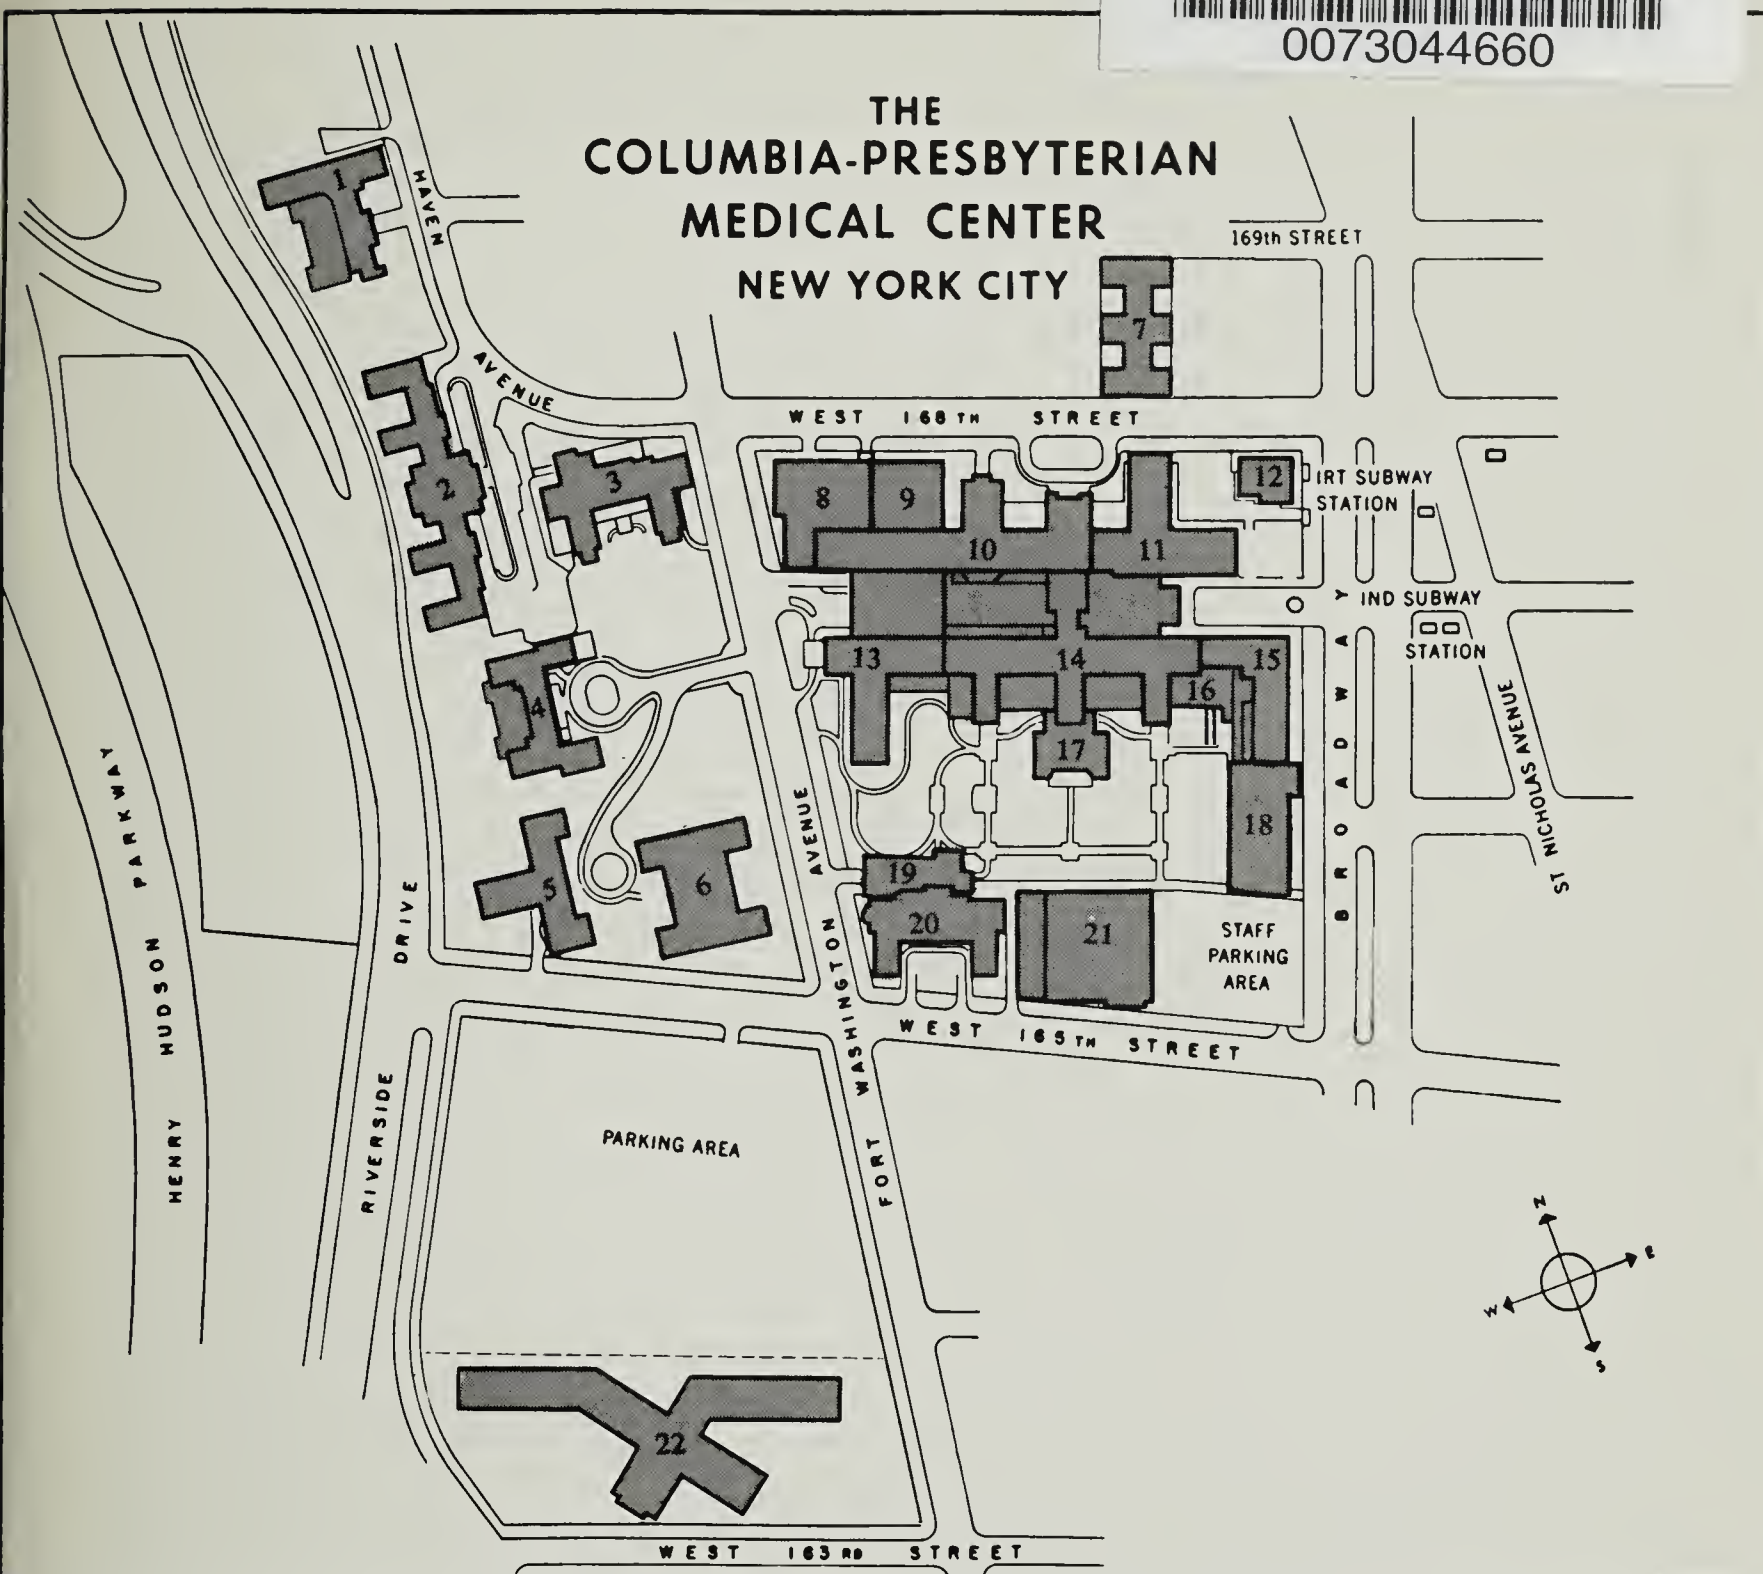 0073044660
THE
COLUMBIA-PRESBYTERIAN
MEDICAL CENTER
NEW YORK CITY
1
HAVEN
AVENUE
169th STREET
7
WEST 168TH STREET
2
3
8
9
10
11
12
IRT SUBWAY
STATION
IND SUBWAY
STATION
4
13
14
15
16
17
18
BROADWAY
ST NICHOLAS AVENUE
5
6
19
20
21
STAFF
PARKING
AREA
FORT WASHINGTON AVENUE
WEST 165TH STREET
HENRY HUDSON PARKWAY
RIVERSIDE DRIVE
PARKING AREA
N
E
W
S
22
WEST 163RD STREET